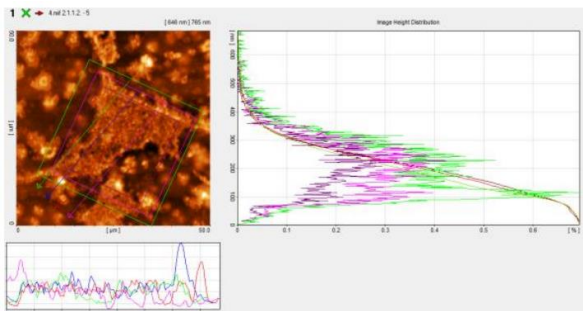 1 4.nid:2.1.1.2.-5
[646 nm] 765 nm
Image Height Distribution
[nm]
600
500
400
300
200
100
0
0 0.1 0.2 0.3 0.4 0.5 0.6 [%]
50.0
[µm]
0
0 [µm] 50.0